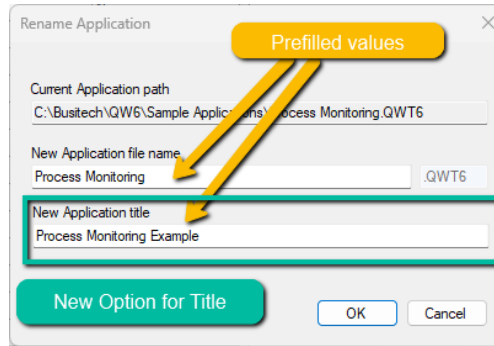 Rename Application
Prefilled values
Current Application path
C:\Busitech\QW6\Sample Applications\Process Monitoring.QWT6
New Application file name
Process Monitoring .QWT6
New Application title
Process Monitoring Example
New Option for Title
OK Cancel